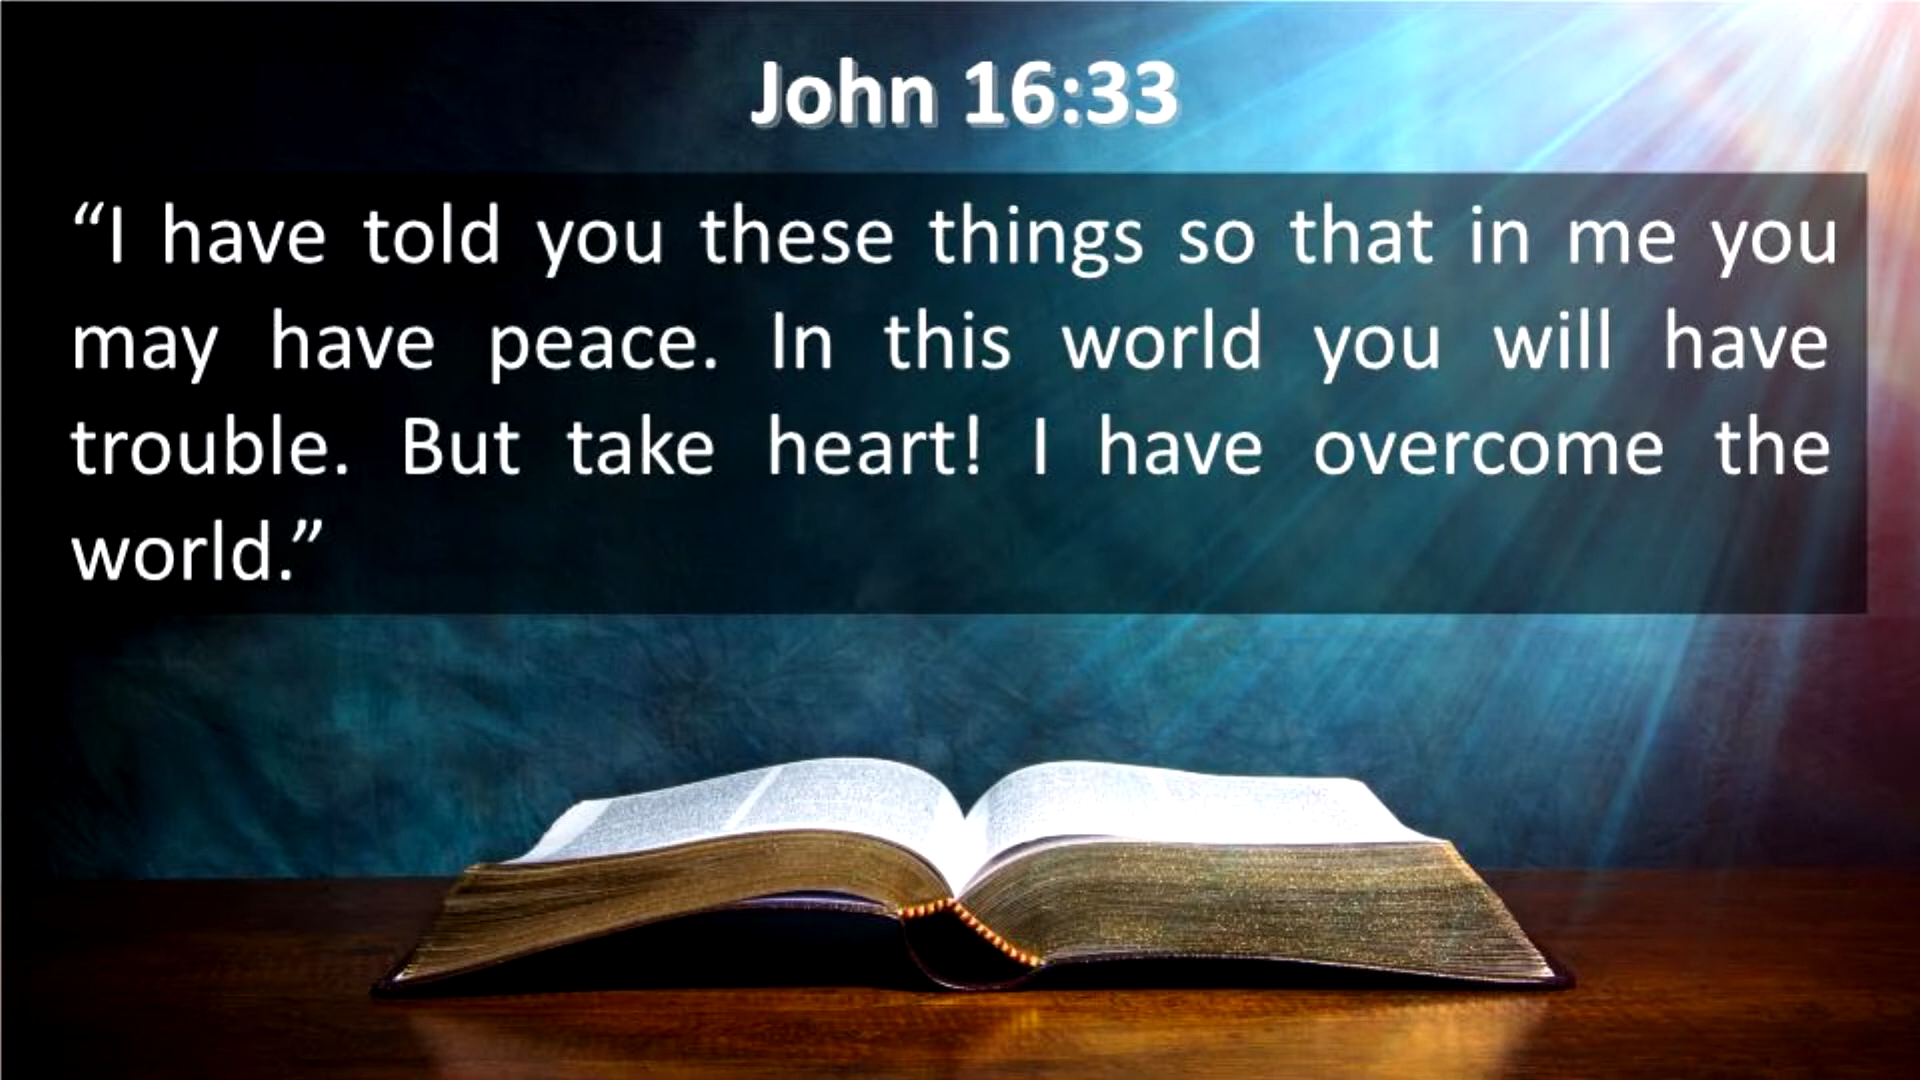 John 16:33
“I have told you these things so that in me you
may have peace. In this world you will have
trouble. But take heart! I have overcome the
world.”